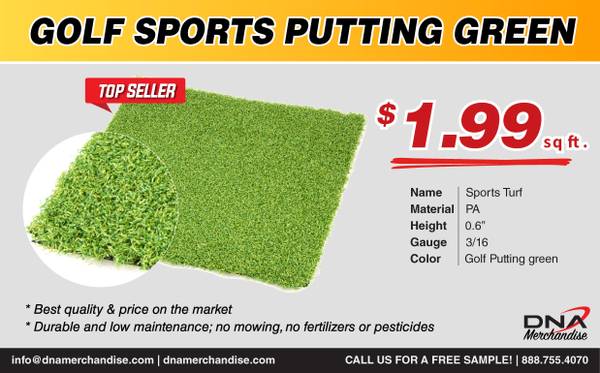 GOLF SPORTS PUTTING GREEN
TOP SELLER
$1.99 sq ft.
Name Sports Turf
Material PA
Height 0.6"
Gauge 3/16
Color Golf Putting green
* Best quality & price on the market
* Durable and low maintenance; no mowing, no fertilizers or pesticides
DNA
Merchandise
info@dnamerchandise.com | dnamerchandise.com CALL US FOR A FREE SAMPLE! | 888.755.4070